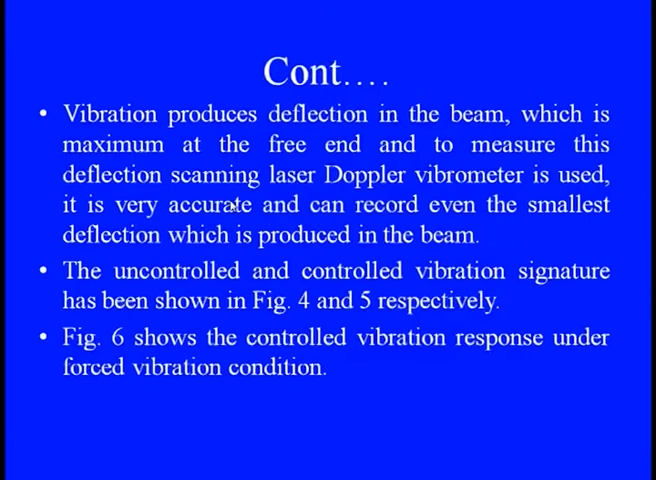 Cont....
• Vibration produces deflection in the beam, which is
maximum at the free end and to measure this
deflection scanning laser Doppler vibrometer is used,
it is very accurate and can record even the smallest
deflection which is produced in the beam.
• The uncontrolled and controlled vibration signature
has been shown in Fig. 4 and 5 respectively.
• Fig. 6 shows the controlled vibration response under
forced vibration condition.